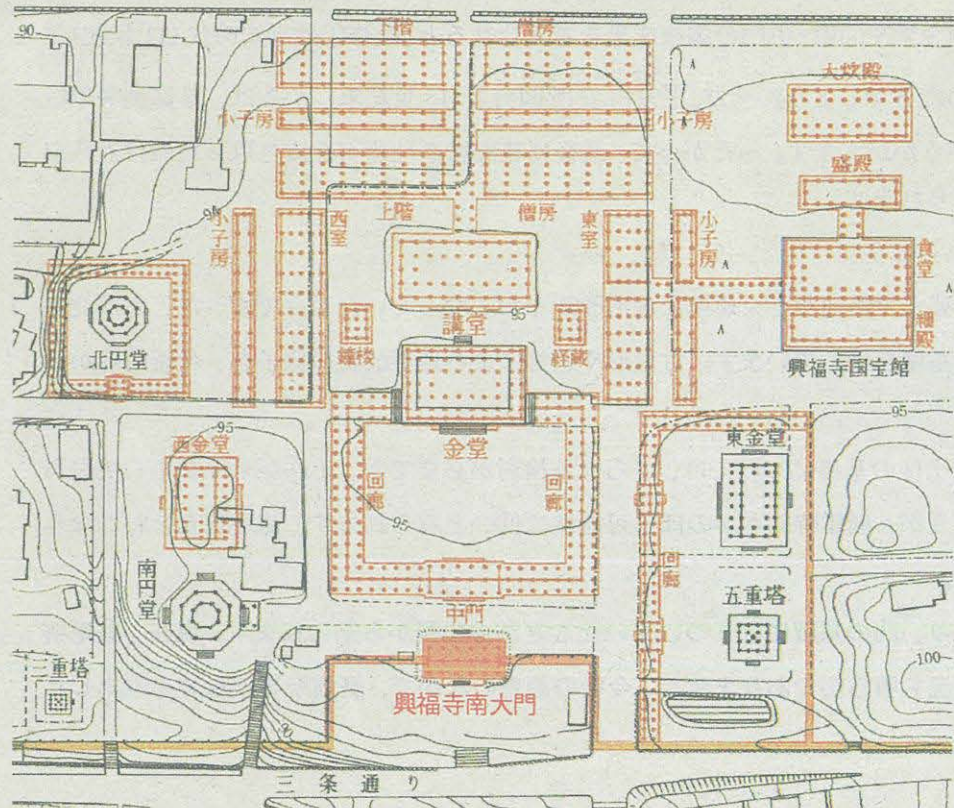 90
下階
僧房
A
大炊殿
小子房
小子房
A
盛殿
95
上階
僧房
小子房
西室
東室
小子房
食堂
A
95
北円堂
鐘楼
講堂
経蔵
A
細殿
興福寺国宝館
95
西金堂
95
金堂
東金堂
回廊
回廊
95
南円堂
回廊
中門
五重塔
三重塔
100
興福寺南大門
90
三条通り